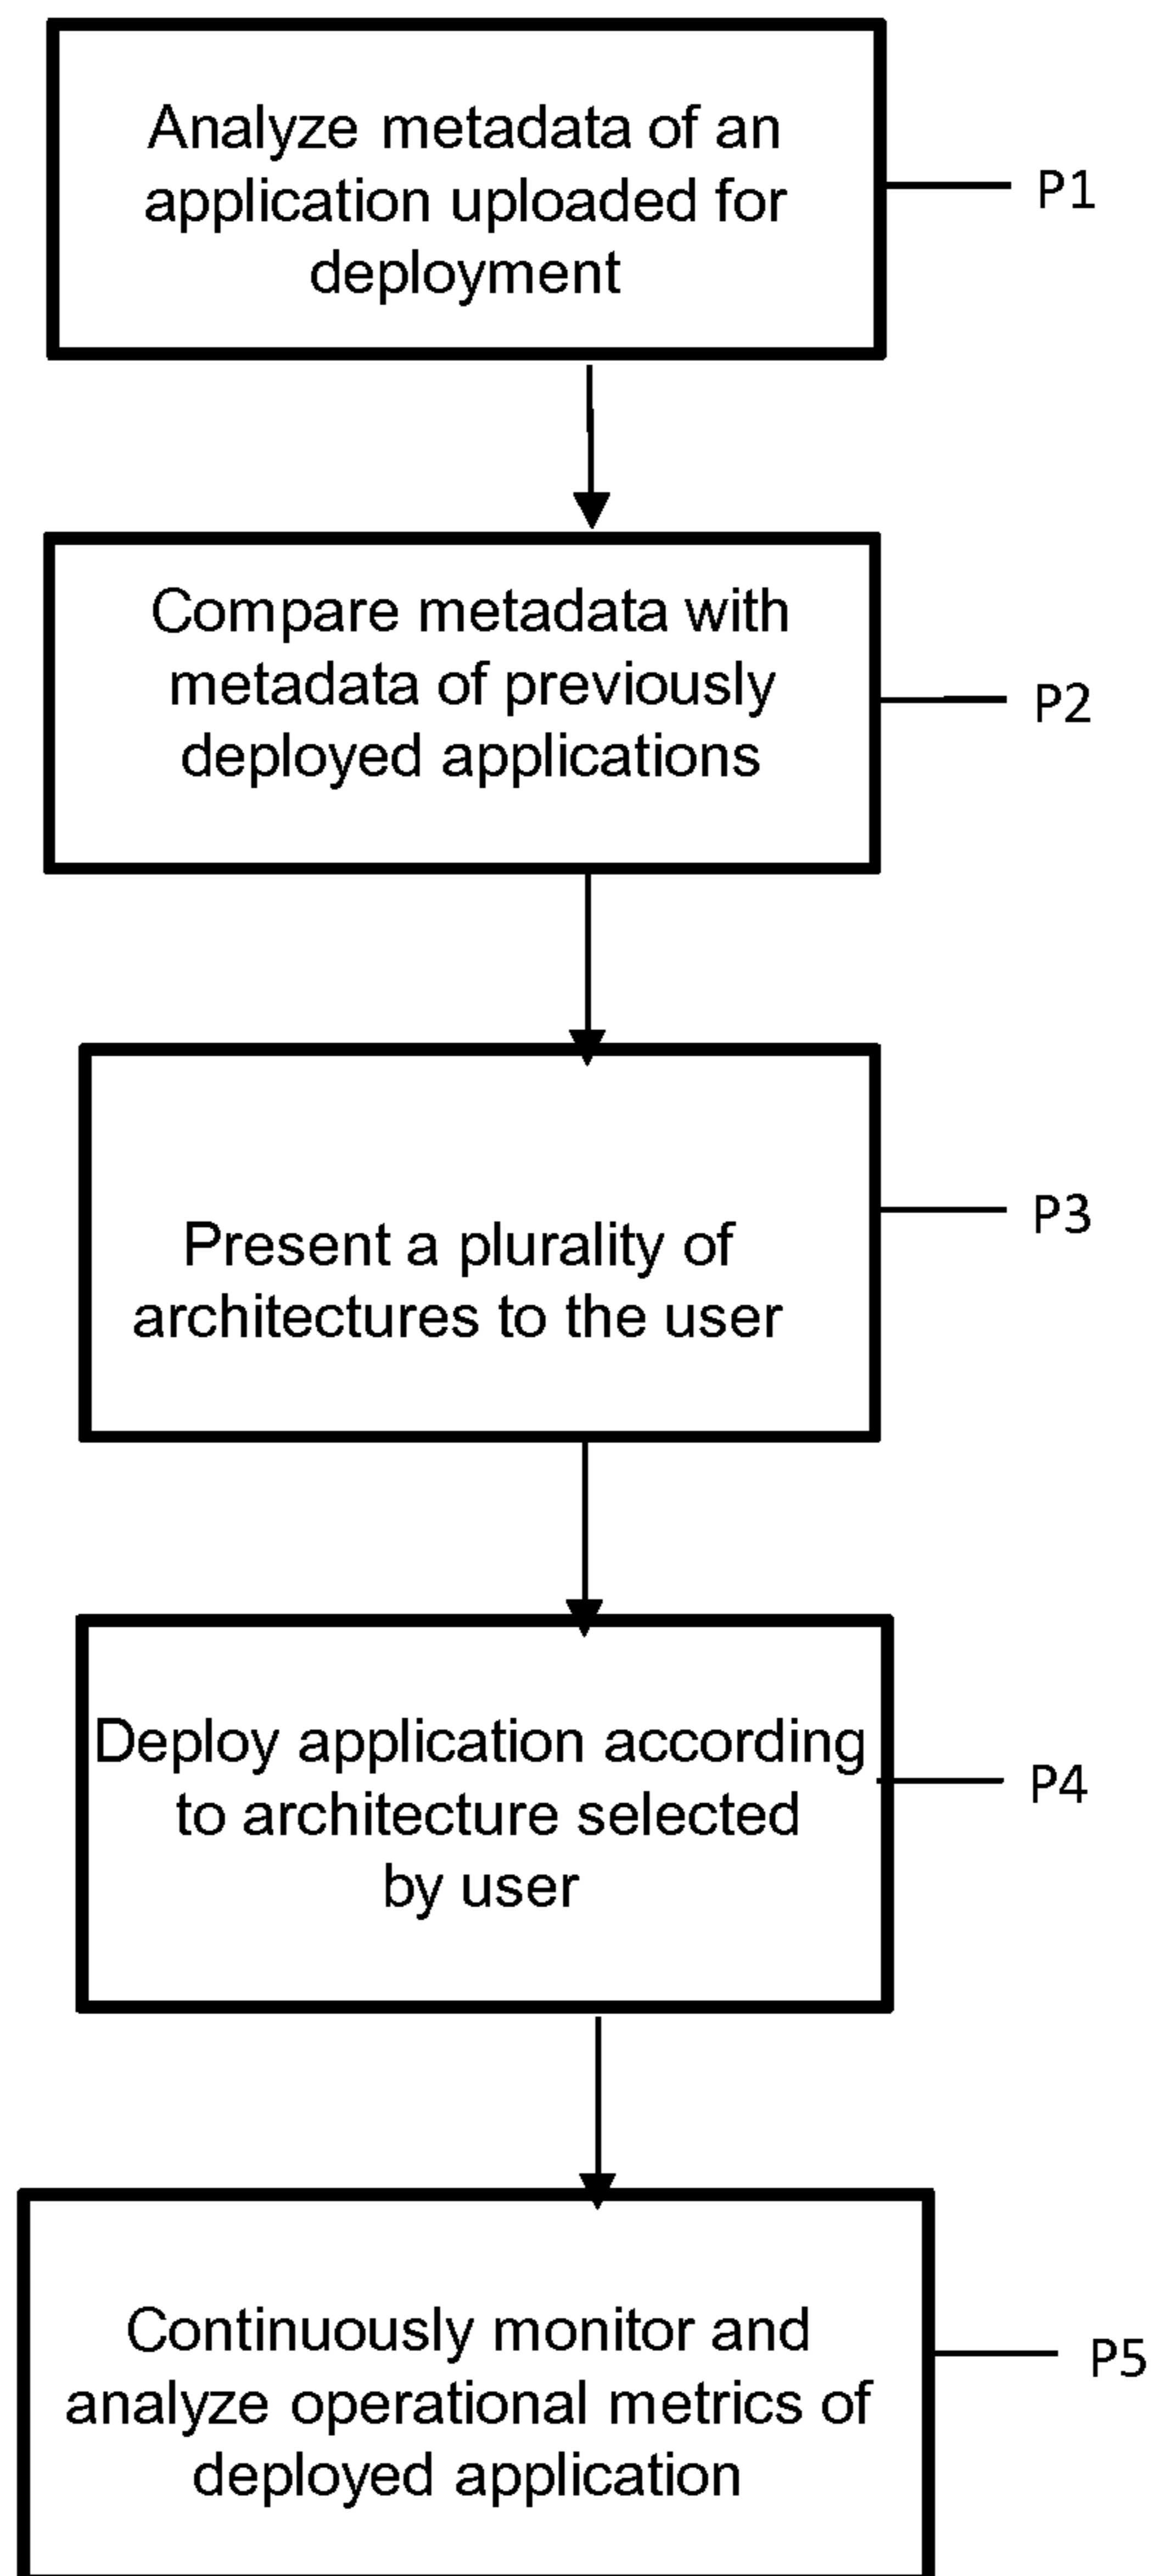 Analyze metadata of an
application uploaded for
deployment
P1
Compare metadata with
metadata of previously
deployed applications
P2
Present a plurality of
architectures to the user
P3
Deploy application according
to architecture selected
by user
P4
Continuously monitor and
analyze operational metrics of
deployed application
P5